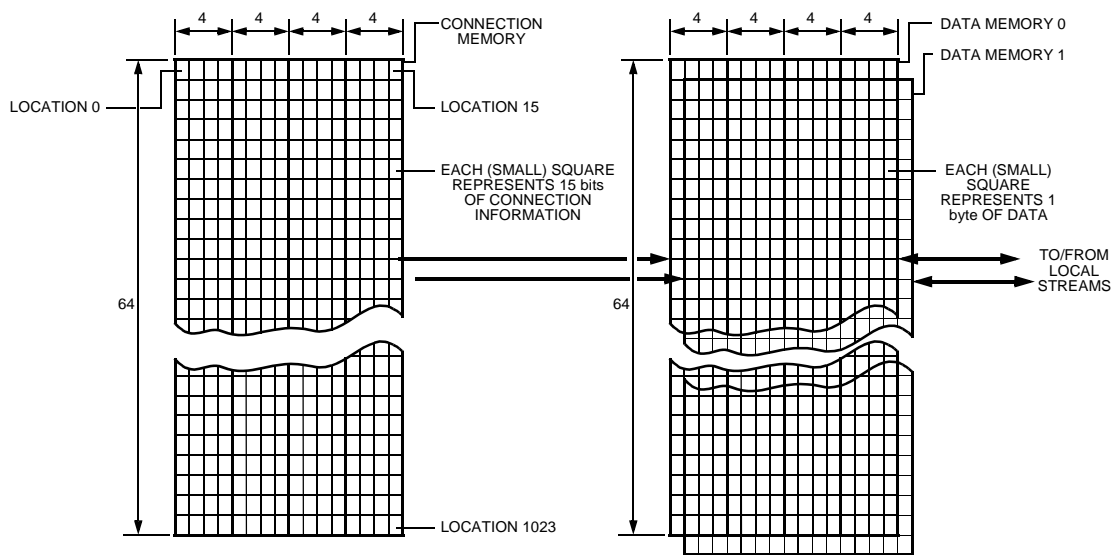 4 4 4 4
CONNECTION
MEMORY
LOCATION 0
LOCATION 15
EACH (SMALL) SQUARE
REPRESENTS 15 bits
OF CONNECTION
INFORMATION
64
LOCATION 1023
4 4 4 4
DATA MEMORY 0
DATA MEMORY 1
EACH (SMALL)
SQUARE
REPRESENTS 1
byte OF DATA
TO/FROM
LOCAL
STREAMS
64